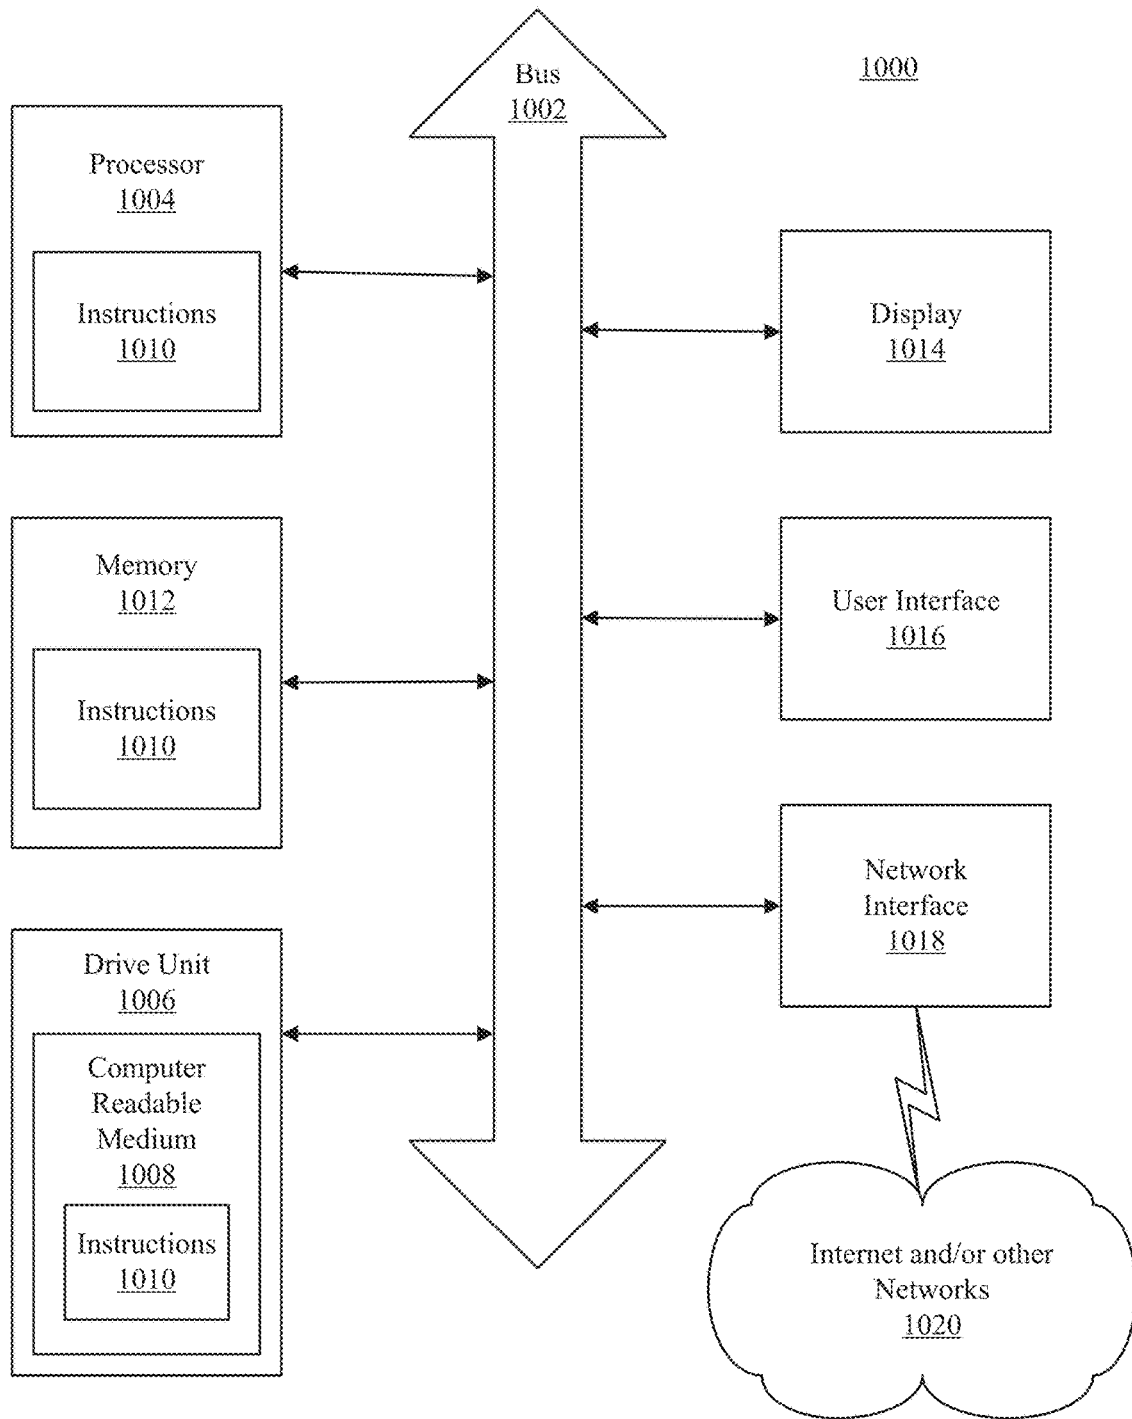 Bus
1002
1000
Processor
1004
Instructions
1010
Display
1014
Memory
1012
Instructions
1010
User Interface
1016
Network
Interface
1018
Drive Unit
1006
Computer
Readable
Medium
1008
Instructions
1010
Internet and/or other
Networks
1020